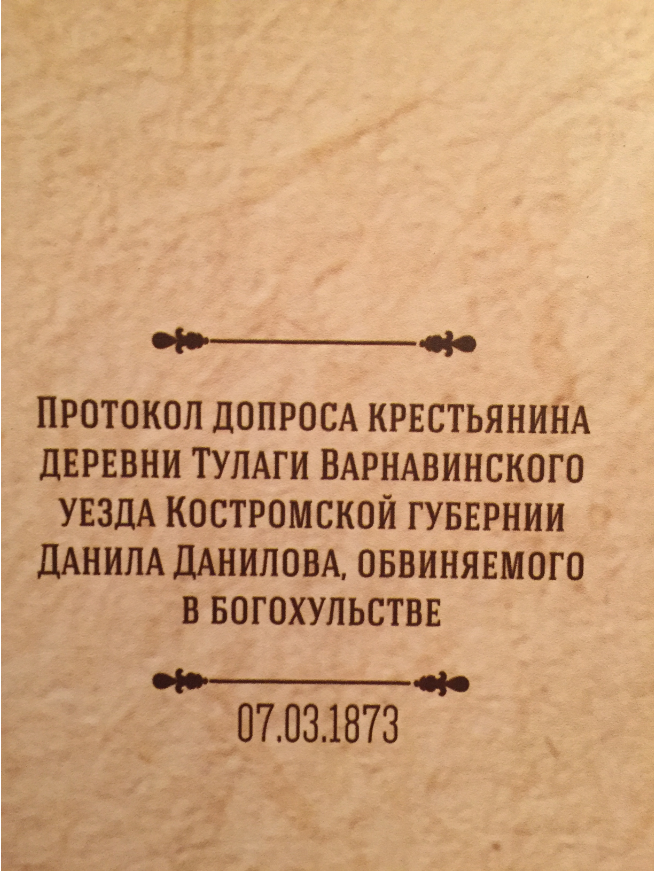 Протокол допроса крестьянина
деревни Тулаги Варнавинского
уезда Костромской губернии
Данила Данилова, обвиняемого
в богохульстве
07.03.1873